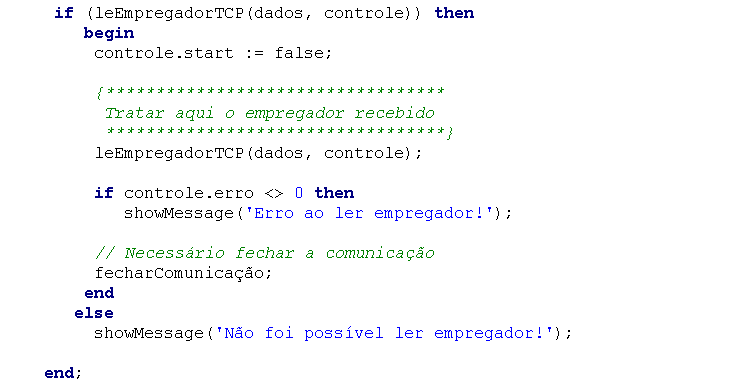 if (leEmpregadorTCP(dados, controle)) then
begin
controle.start := false;
{**********************************
Tratar aqui o empregador recebido
**********************************}
leEmpregadorTCP(dados, controle);
if controle.erro <> 0 then
showMessage('Erro ao ler empregador!');
// Necessário fechar a comunicação
fecharComunicação;
end
else
showMessage('Não foi possível ler empregador!');
end;